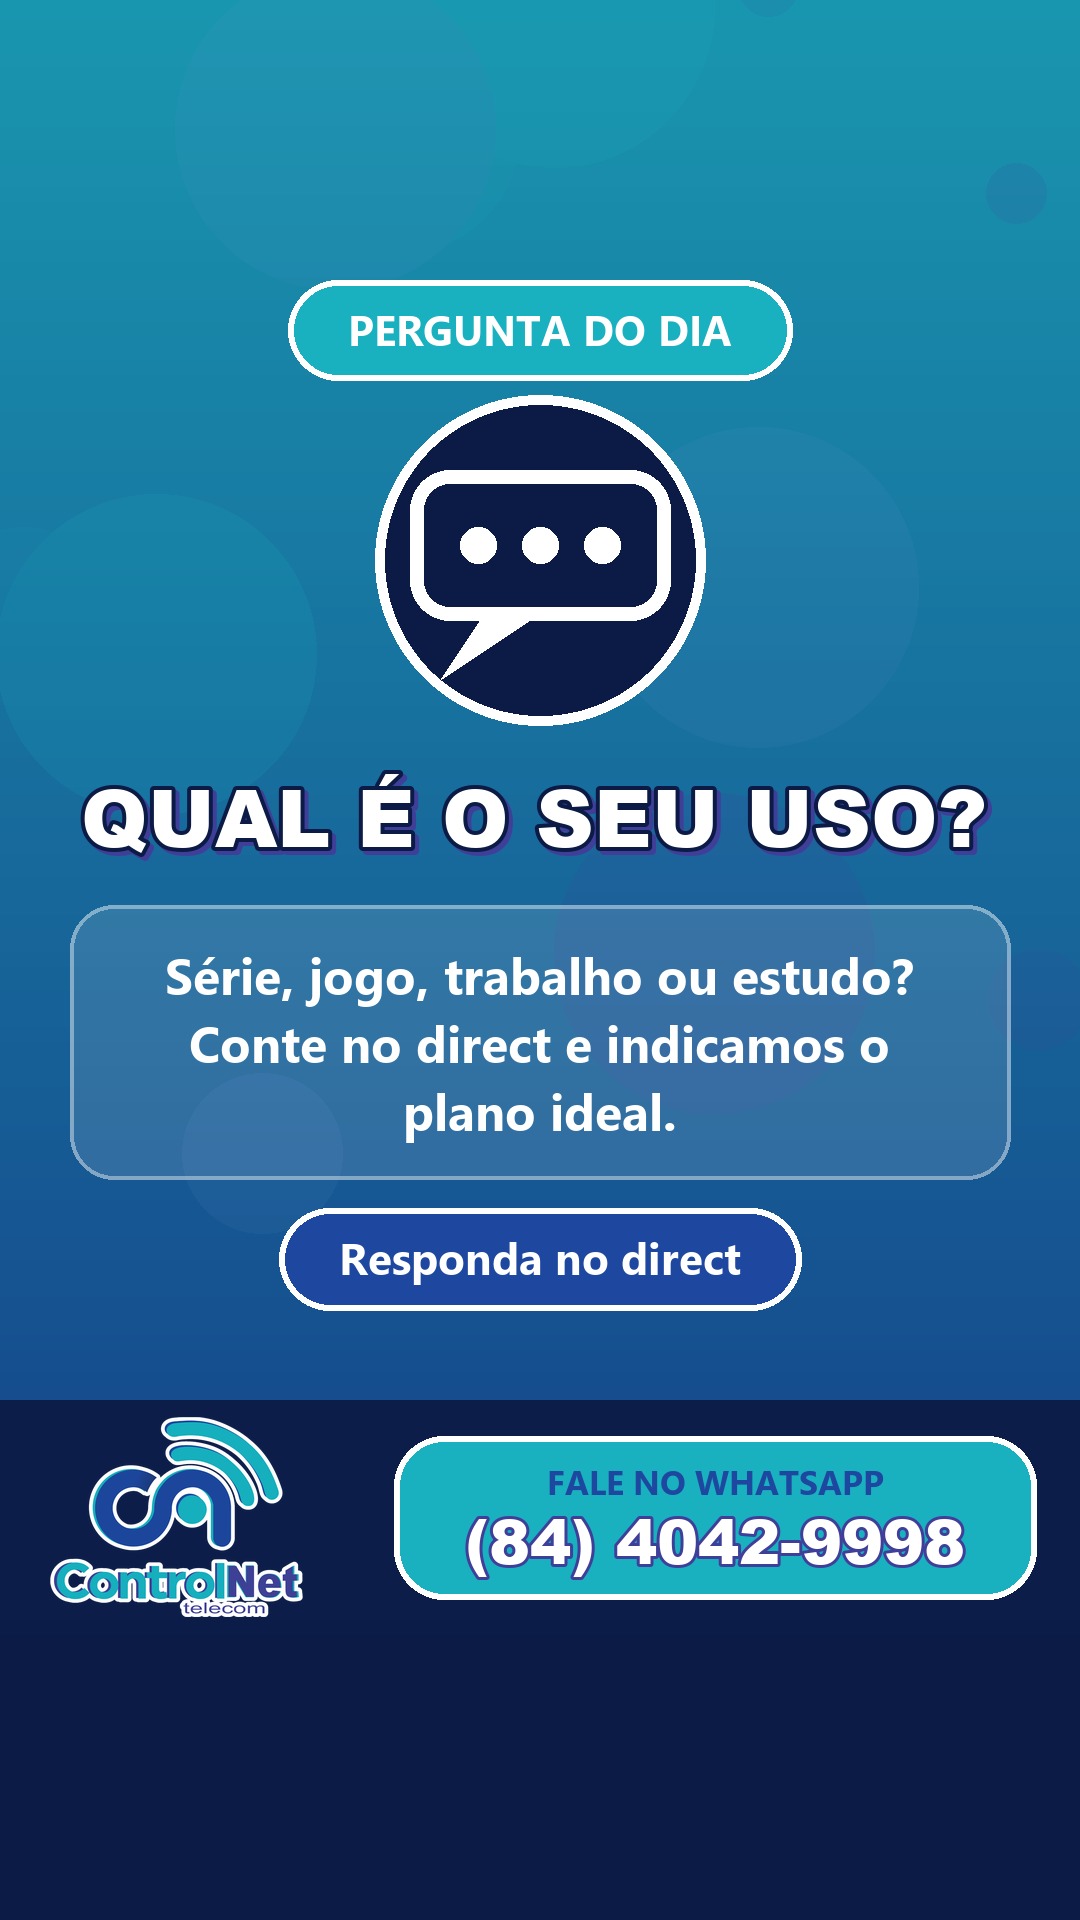 PERGUNTA DO DIA
QUAL É O SEU USO?
Série, jogo, trabalho ou estudo?
Conte no direct e indicamos o
plano ideal.
Responda no direct
ControlNet
telecom
FALE NO WHATSAPP
(84) 4042-9998